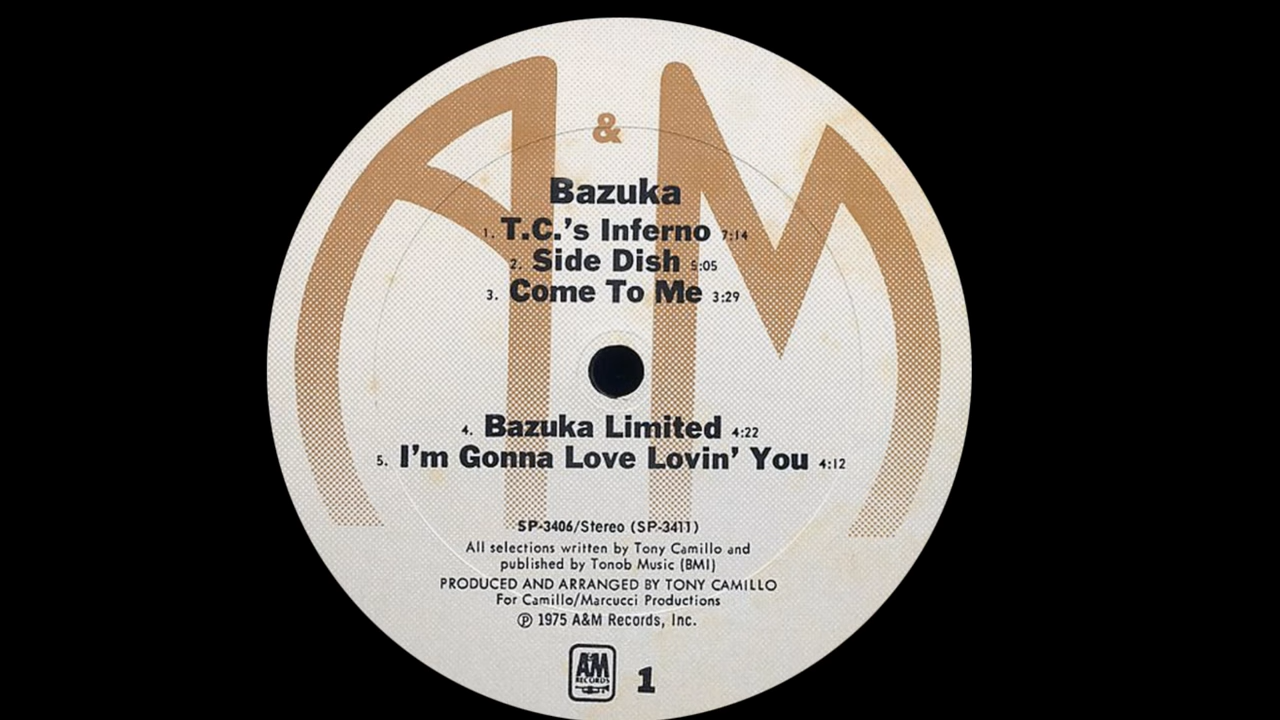 A&M
Bazuka
1. T.C.'s Inferno 7:14
2. Side Dish 5:05
3. Come To Me 3:29
4. Bazuka Limited 4:22
5. I'm Gonna Love Lovin' You 4:12
SP-3406/Stereo (SP-3411)
All selections written by Tony Camillo and
published by Tonob Music (BMI)
PRODUCED AND ARRANGED BY TONY CAMILLO
For Camillo/Marcucci Productions
℗ 1975 A&M Records, Inc.
A&M
RECORDS
1